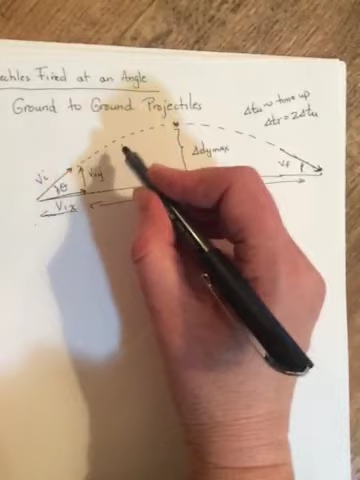 ectiles Fired at an Angle
Ground to Ground Projectiles
Δtu → time up
Δtt = 2Δtu
Δdymax
Vi
θ
Viy
Vix
Vf